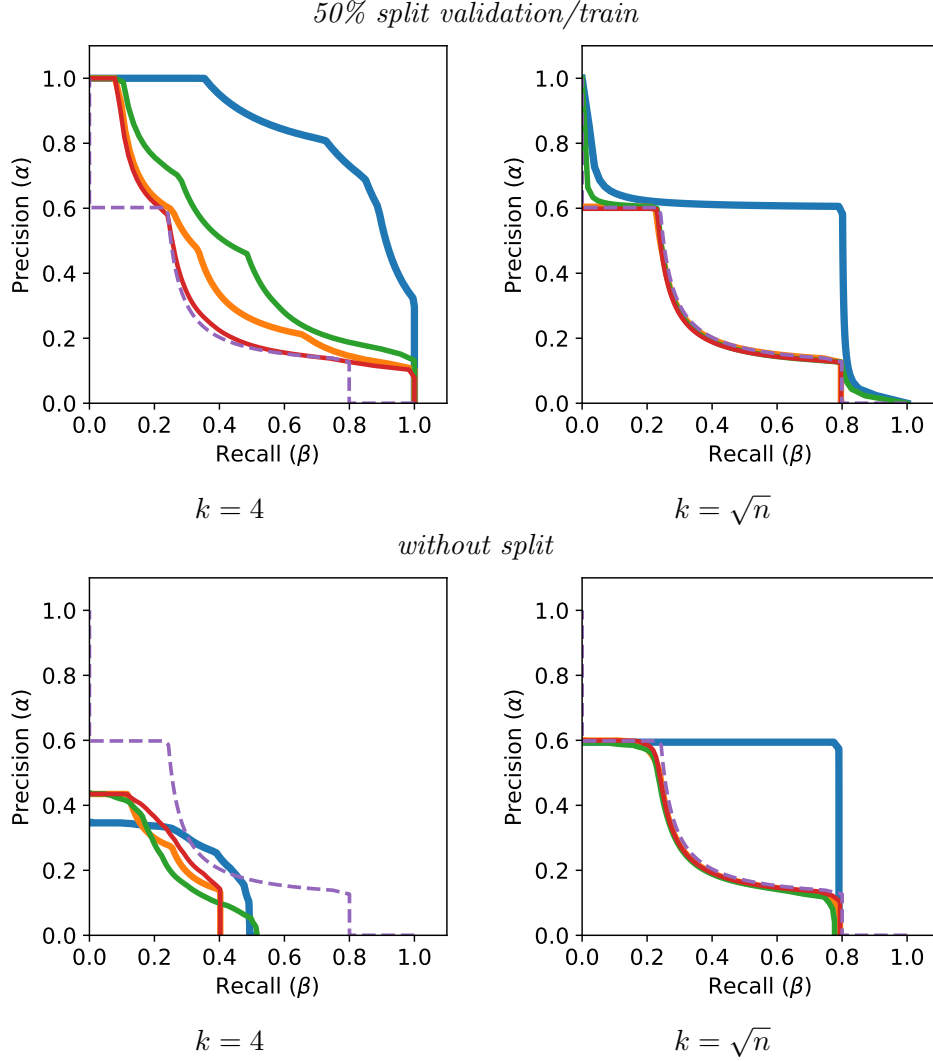 50% split validation/train
1.0
0.8
0.6
0.4
0.2
0.0
Precision (α)
0.0 0.2 0.4 0.6 0.8 1.0
Recall (β)
k = 4
1.0
0.8
0.6
0.4
0.2
0.0
Precision (α)
0.0 0.2 0.4 0.6 0.8 1.0
Recall (β)
k = √n
without split
1.0
0.8
0.6
0.4
0.2
0.0
Precision (α)
0.0 0.2 0.4 0.6 0.8 1.0
Recall (β)
k = 4
1.0
0.8
0.6
0.4
0.2
0.0
Precision (α)
0.0 0.2 0.4 0.6 0.8 1.0
Recall (β)
k = √n